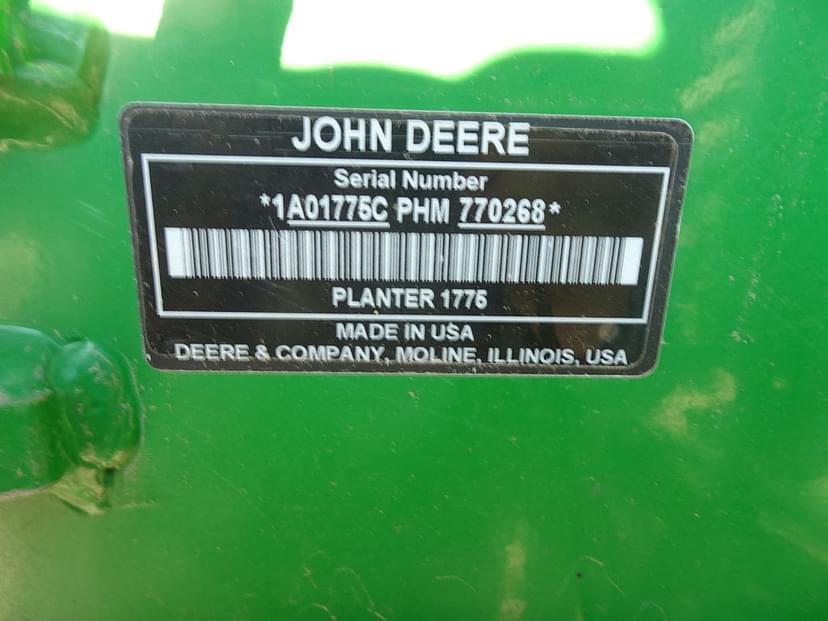 JOHN DEERE
Serial Number
*1A01775C PHM 770268*
PLANTER 1775
MADE IN USA
DEERE & COMPANY, MOLINE, ILLINOIS, USA